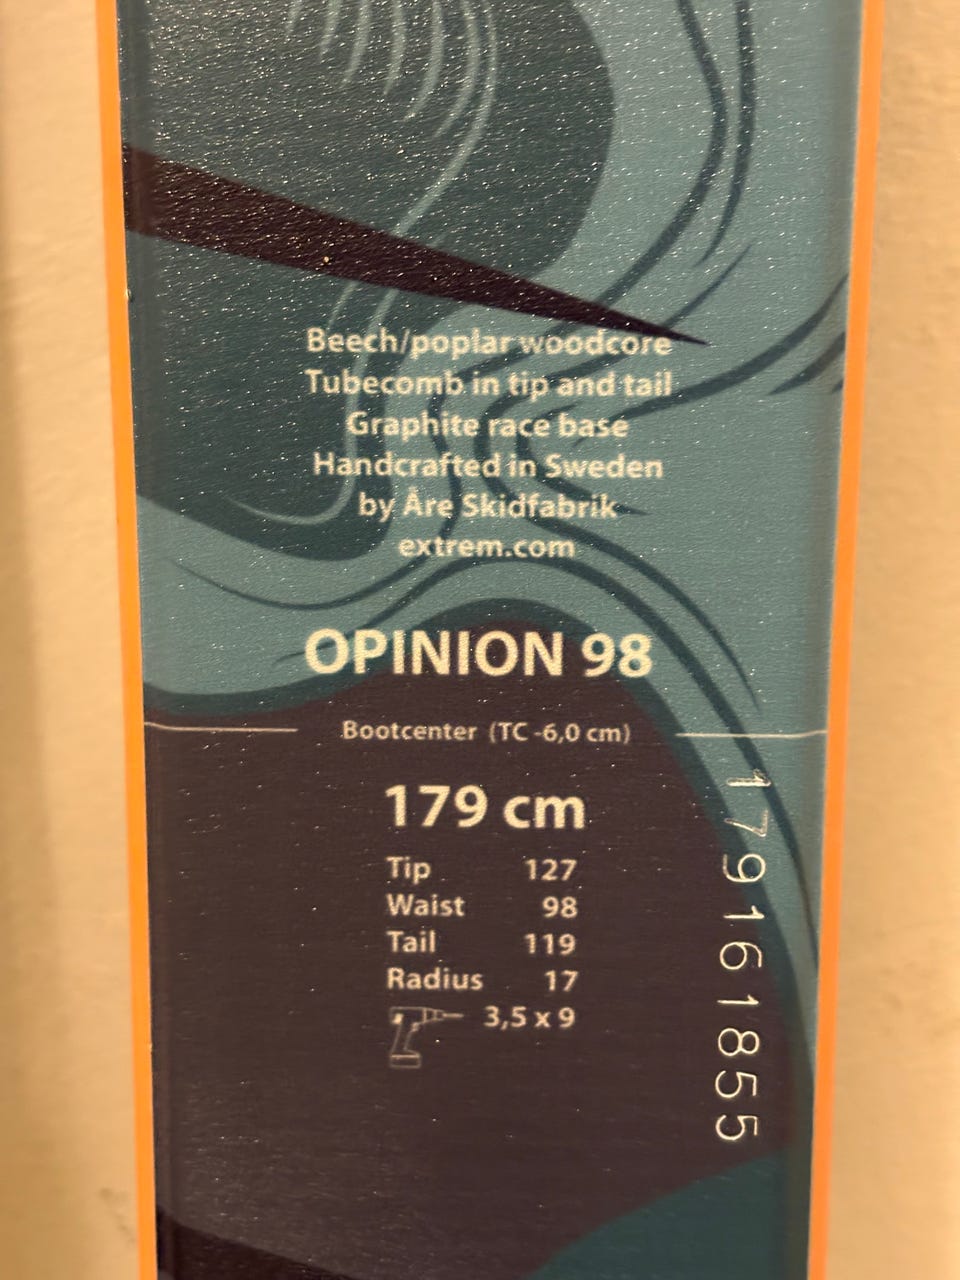 Beech/poplar woodcore
Tubecomb in tip and tail
Graphite race base
Handcrafted in Sweden
by Åre Skidfabrik
extrem.com
OPINION 98
Bootcenter (TC -6,0 cm)
179 cm
Tip 127
Waist 98
Tail 119
Radius 17
3,5 x 9
179161855